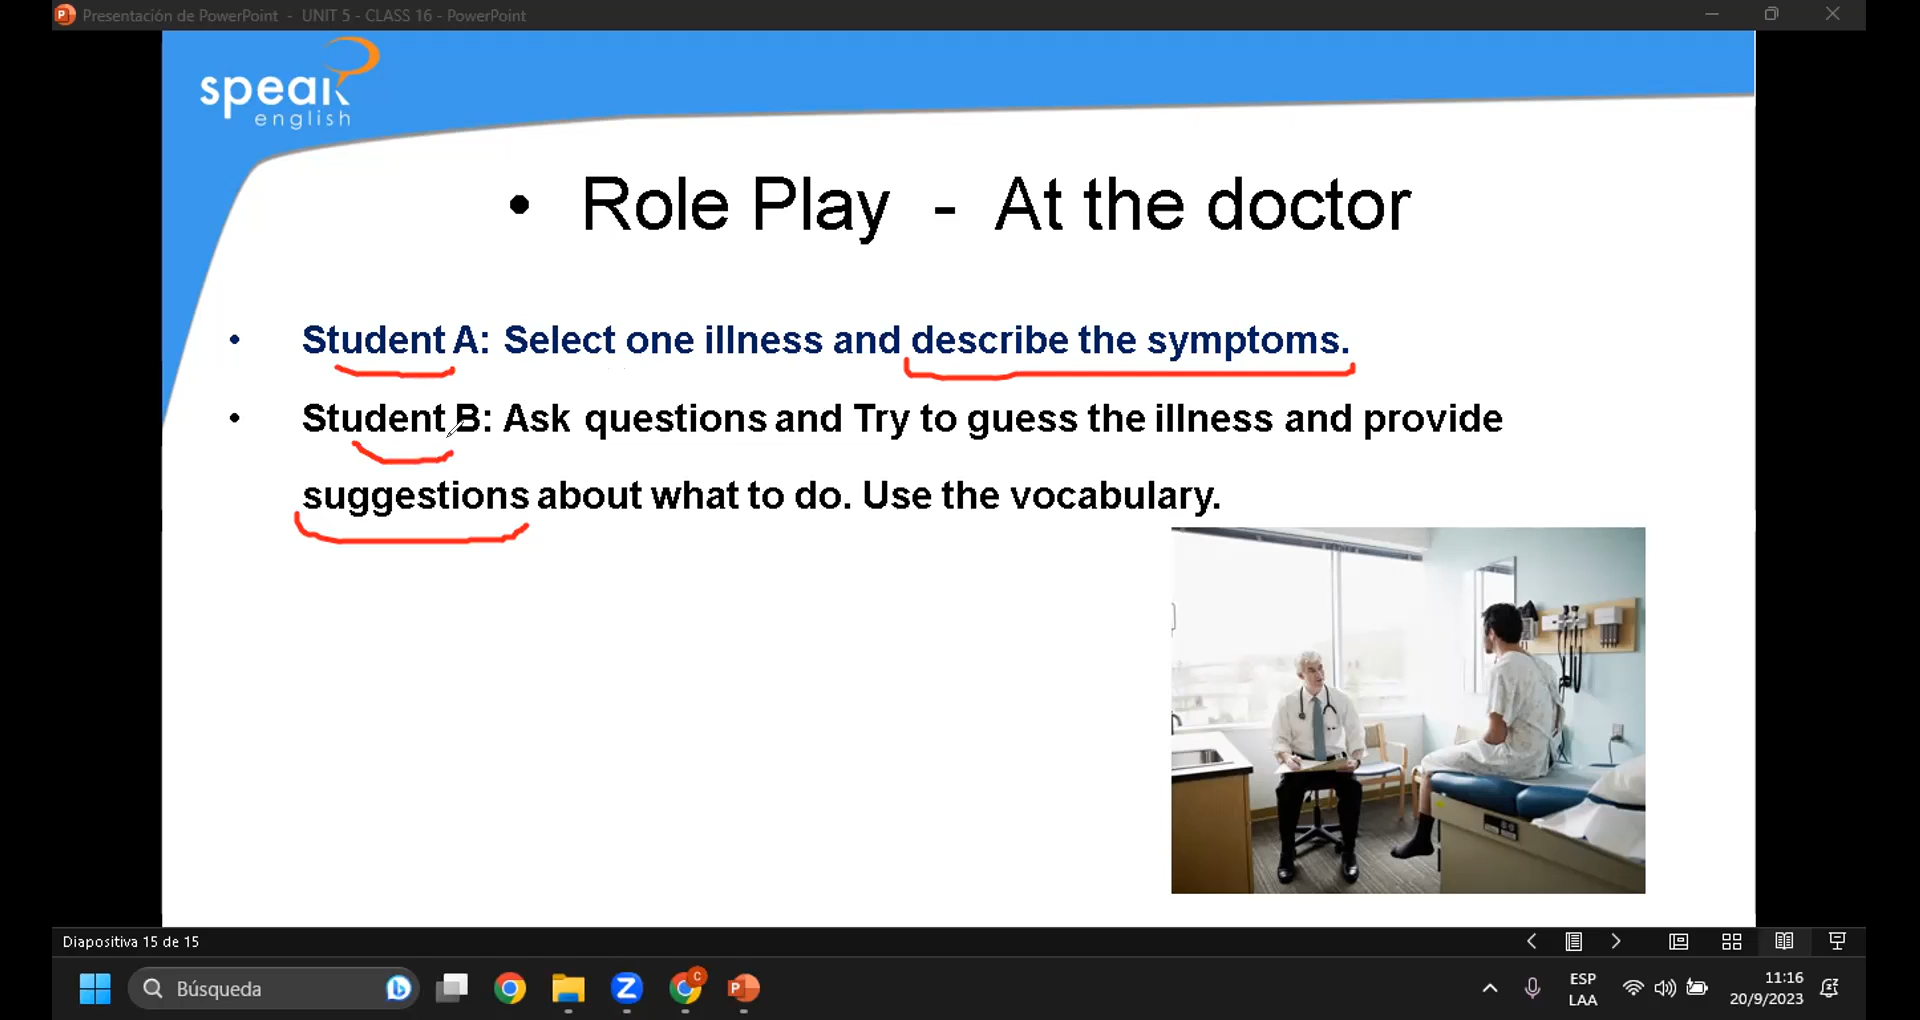 Presentación de PowerPoint - UNIT 5 - CLASS 16 - PowerPoint
speak
english
• Role Play - At the doctor
• Student A: Select one illness and describe the symptoms.
• Student B: Ask questions and Try to guess the illness and provide
suggestions about what to do. Use the vocabulary.
Diapositiva 15 de 15
Búsqueda
ESP
LAA
11:16
20/9/2023